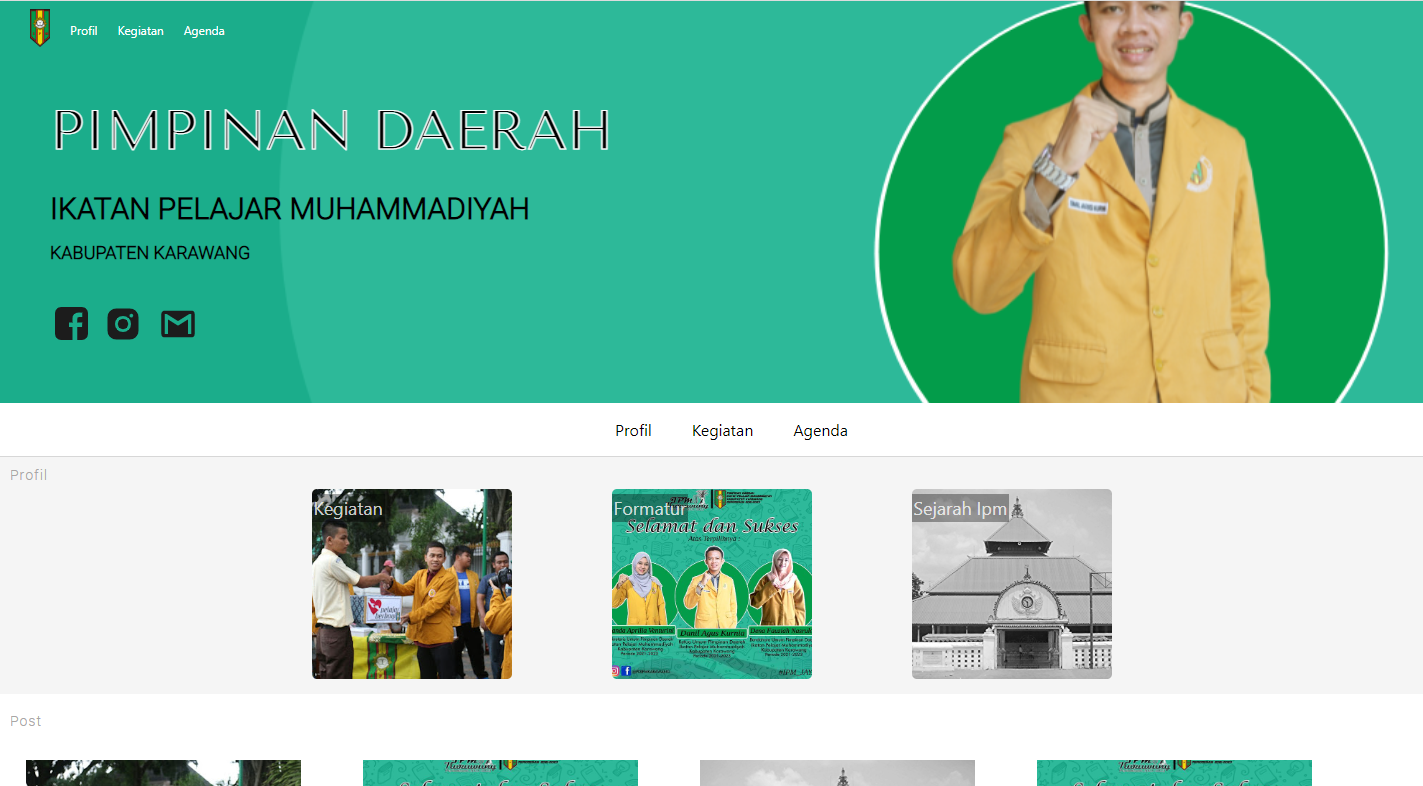 Profil Kegiatan Agenda
PIMPINAN DAERAH
IKATAN PELAJAR MUHAMMADIYAH
KABUPATEN KARAWANG
Profil Kegiatan Agenda
Profil
Kegiatan
Formatur
Selamat dan Sukses
Atas Terpilihnya :
Danil Agus Kurnia
Sejarah Ipm
Post